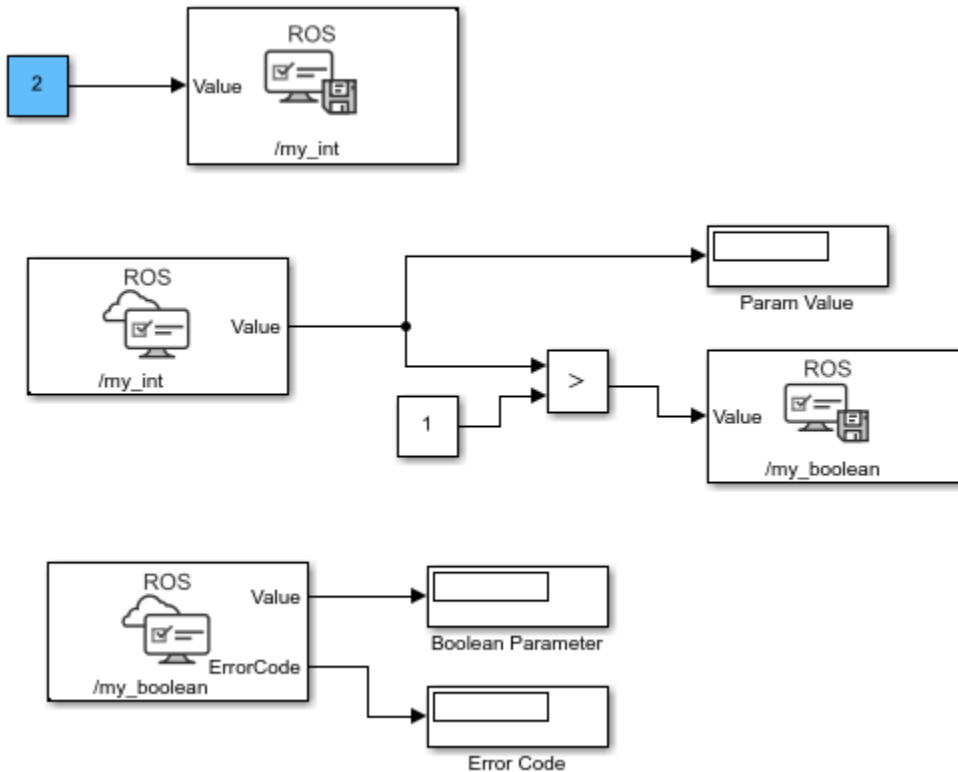 ROS
2
Value
/my_int
ROS
Value
/my_int
Param Value
1
>
ROS
Value
/my_boolean
ROS
Value
ErrorCode
/my_boolean
Boolean Parameter
Error Code